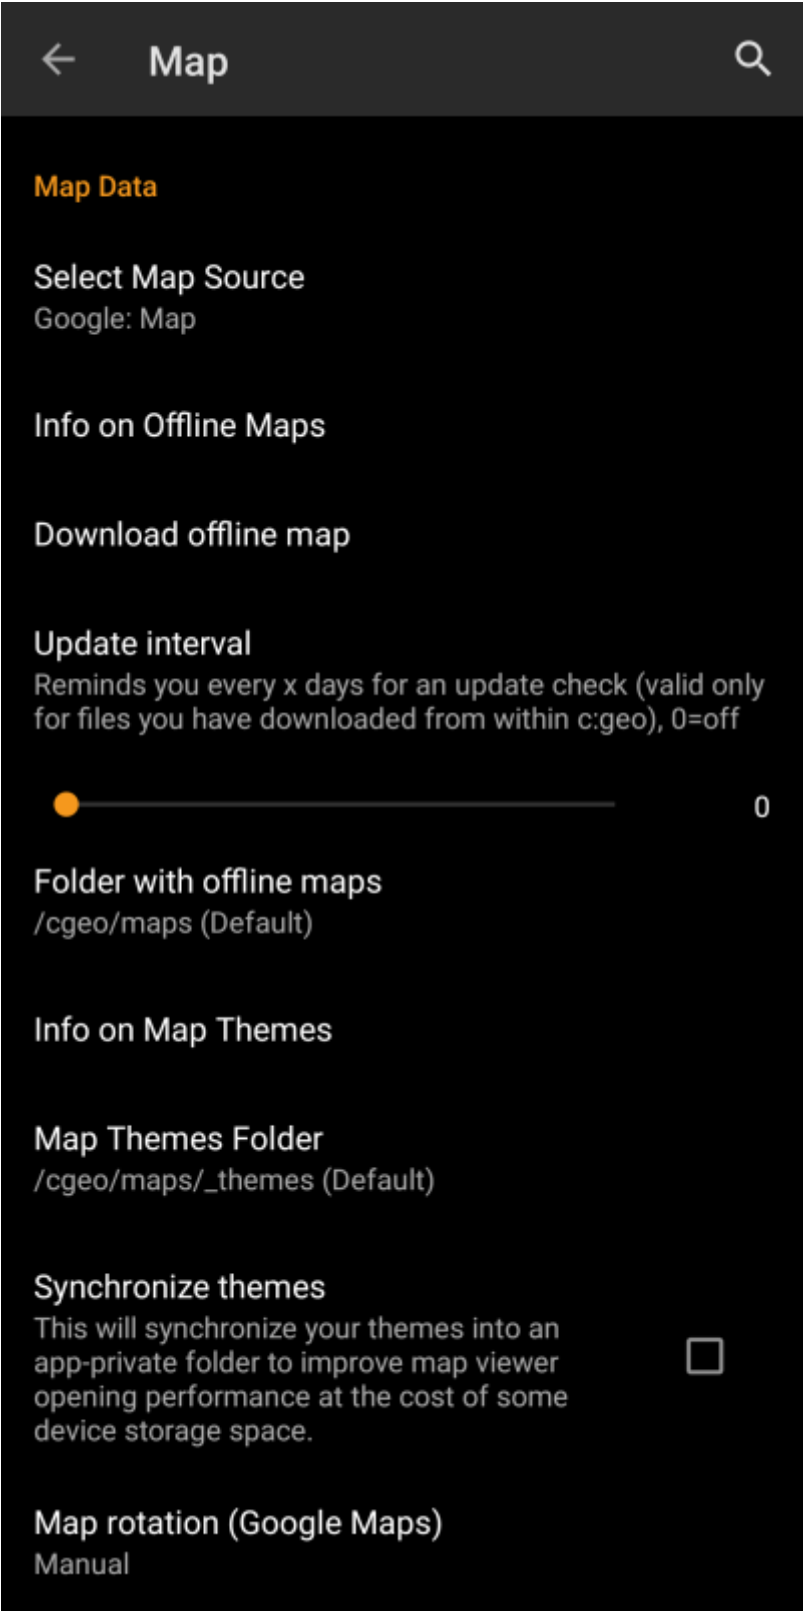 Map
Map Data
Select Map Source
Google: Map
Info on Offline Maps
Download offline map
Update interval
Reminds you every x days for an update check (valid only
for files you have downloaded from within c:geo), 0=off
0
Folder with offline maps
/cgeo/maps (Default)
Info on Map Themes
Map Themes Folder
/cgeo/maps/_themes (Default)
Synchronize themes
This will synchronize your themes into an
app-private folder to improve map viewer
opening performance at the cost of some
device storage space.
Map rotation (Google Maps)
Manual